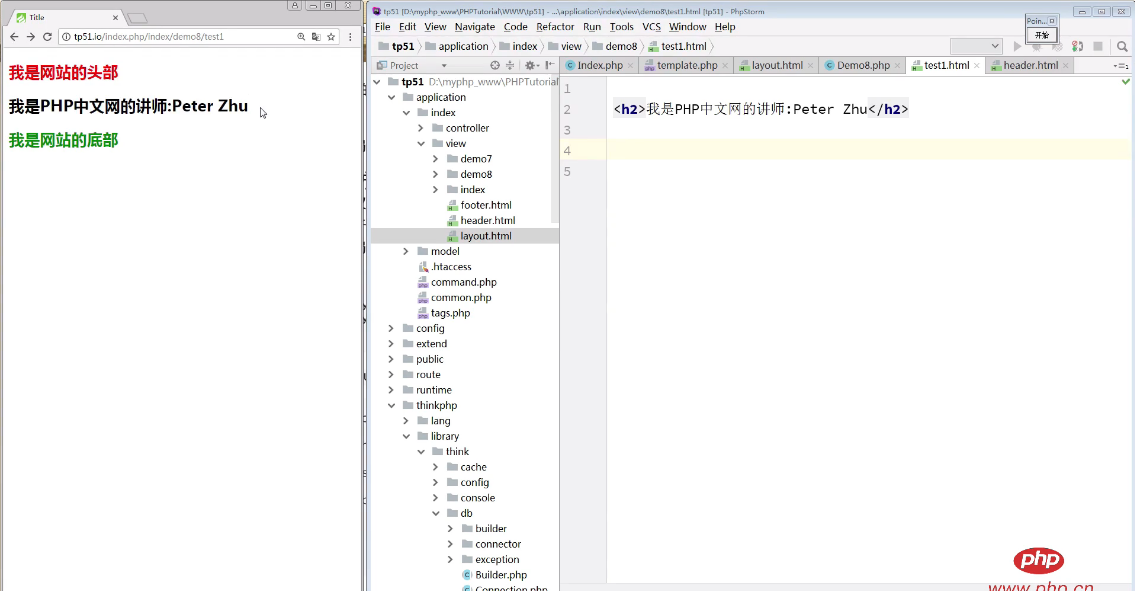 Title
tp51.io/index.php/index/demo8/test1
我是网站的头部
我是PHP中文网的讲师:Peter Zhu
我是网站的底部
tp51 [D:\myphp_www\PHPTutorial\WWW\tp51] - ...\application\index\view\demo8\test1.html [tp51] - PhpStorm
File Edit View Navigate Code Refactor Run Tools VCS Window Help
Poin...
开始
tp51 application index view demo8 test1.html
Project
Index.php template.php layout.html Demo8.php test1.html header.html
tp51 D:\myphp_www\PHPTutorial
application
index
controller
view
demo7
demo8
index
footer.html
header.html
layout.html
model
.htaccess
command.php
common.php
tags.php
config
extend
public
route
runtime
thinkphp
lang
library
think
cache
config
console
db
builder
connector
exception
Builder.php
Connection.php
1
2 <h2>我是PHP中文网的讲师:Peter Zhu</h2>
3
4
5
php
www.php.cn